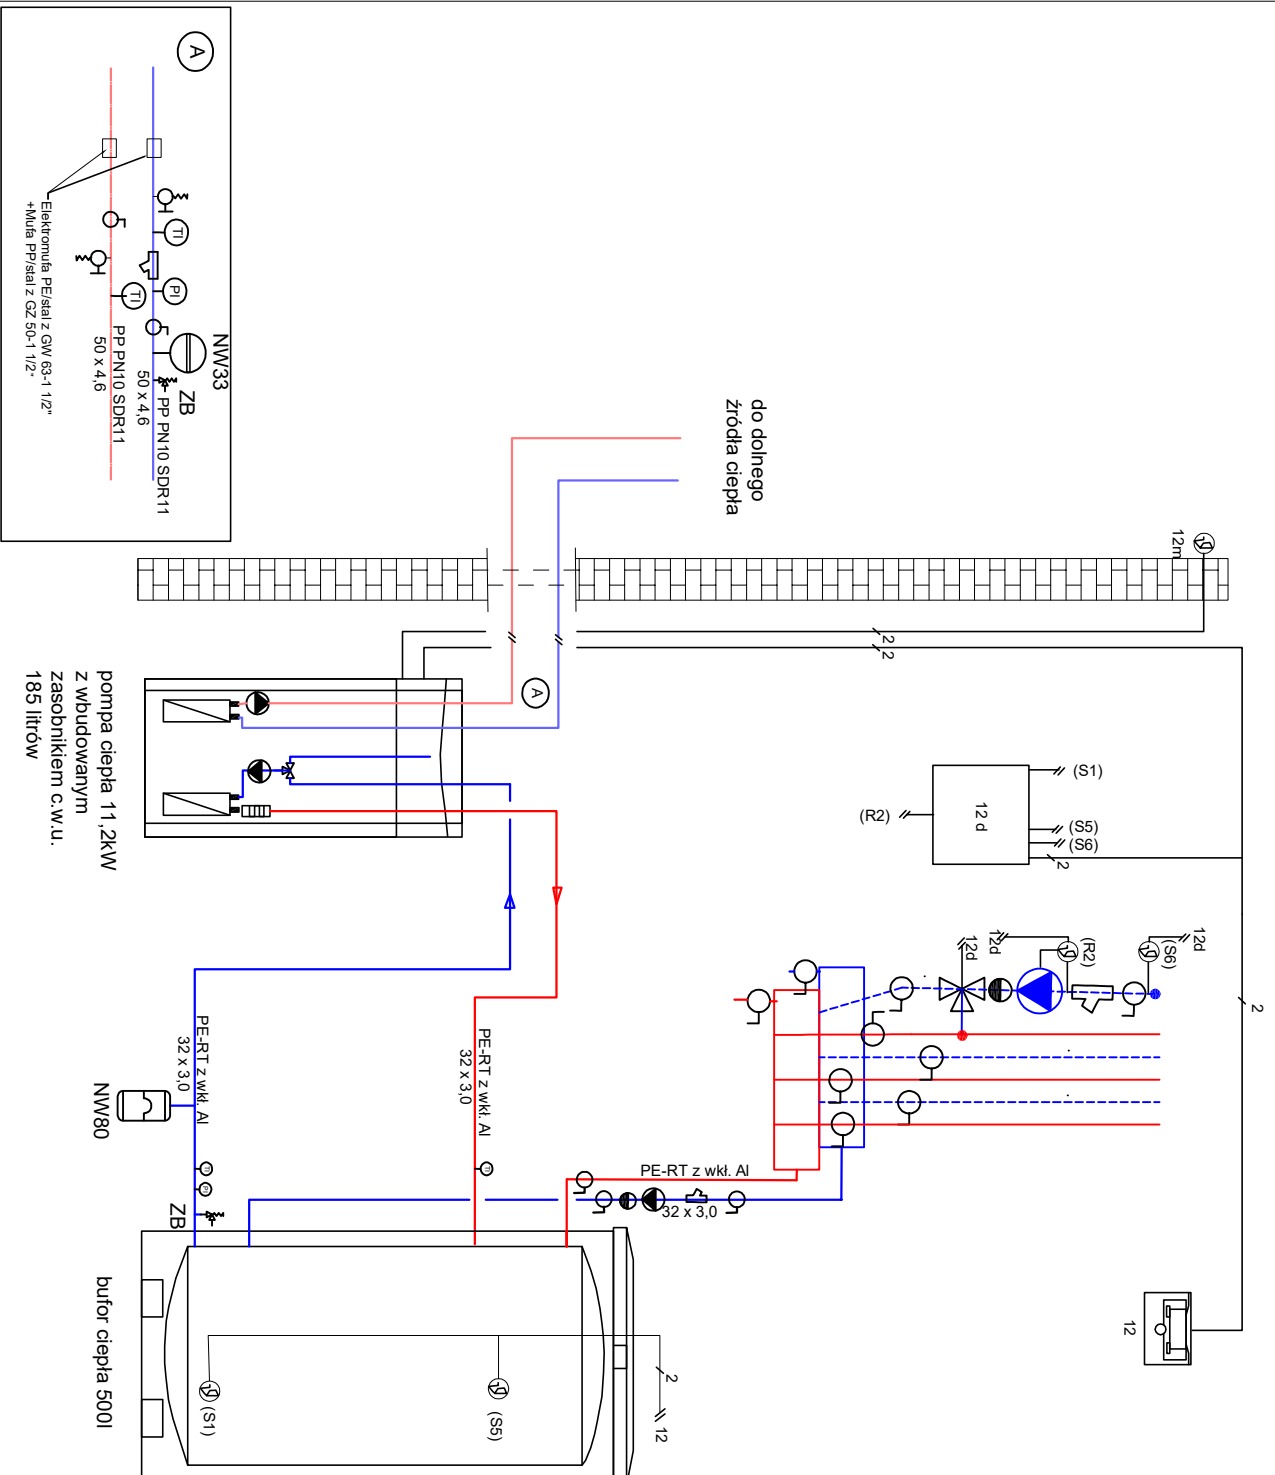 A
TI
PI
TI
NW33
ZB
PP PN10 SDR11
50 x 4,6
PP PN10 SDR11
50 x 4,6
Elektromufa PE/stal z GW 63-1 1/2"
+Mufa PP/stal z GZ 50-1 1/2"
do dolnego
źródła ciepła
12m
2
2
A
pompa ciepła 11,2kW
z wbudowanym
zasobnikiem c.w.u.
185 litrów
(S1)
(R2)
12 d
(S5)
(S6)
2
2
12d
12d
(R2)
(S6)
12d
PE-RT z wkł. Al
32 x 3,0
NW80
TI
PI
ZB
PE-RT z wkł. Al
32 x 3,0
TI
PE-RT z wkł. Al
32 x 3,0
12
bufor ciepła 500l
(S1)
(S5)
2
12